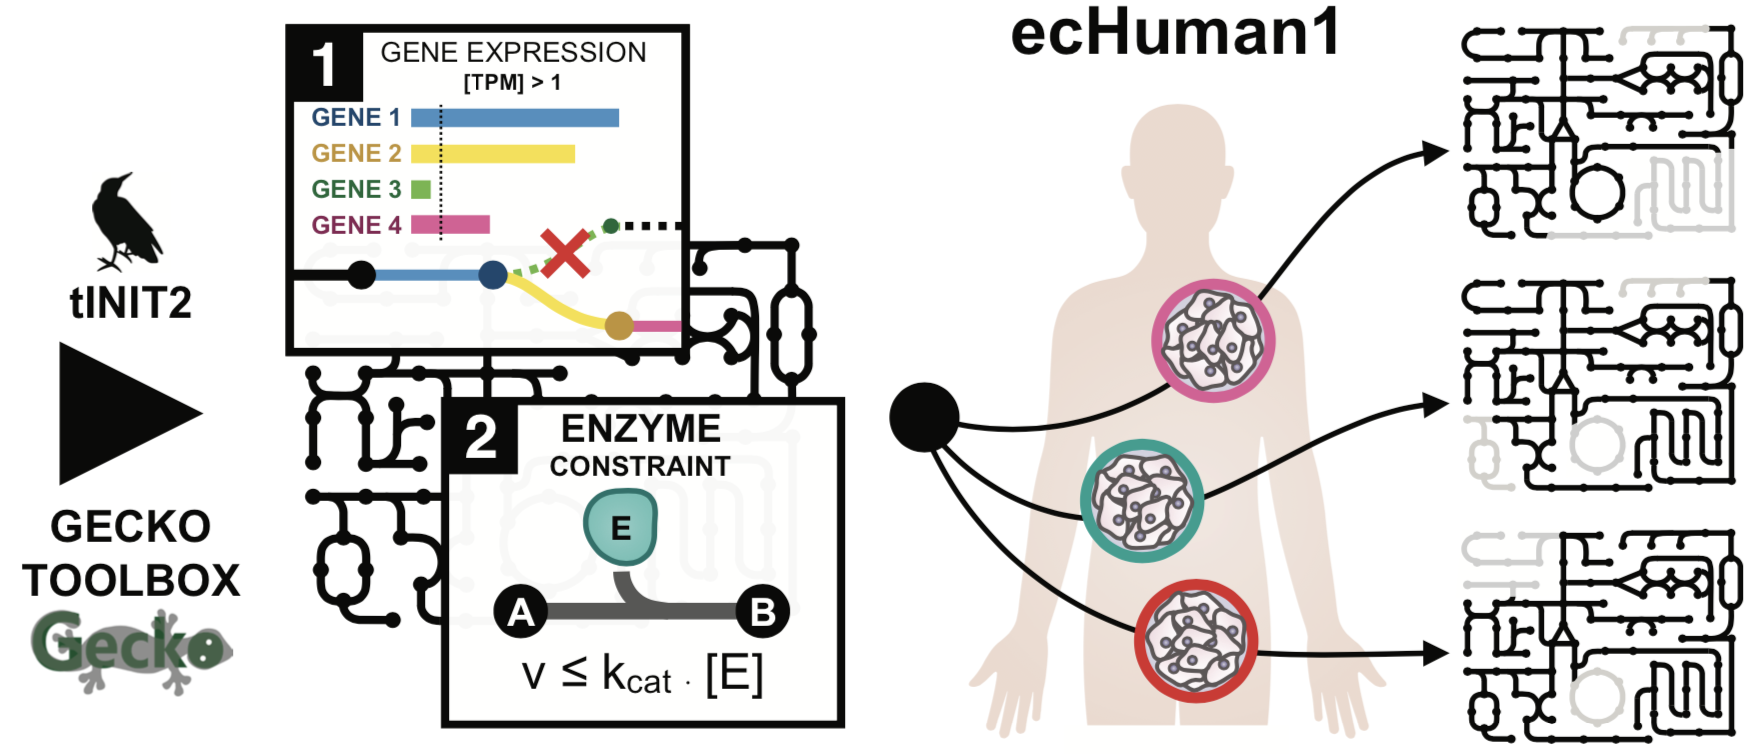 tINIT2
GECKO
TOOLBOX
Gecko
1
GENE EXPRESSION
[TPM] > 1
GENE 1
GENE 2
GENE 3
GENE 4
2
ENZYME
CONSTRAINT
E
A
B
v ≤ kcat · [E]
ecHuman1